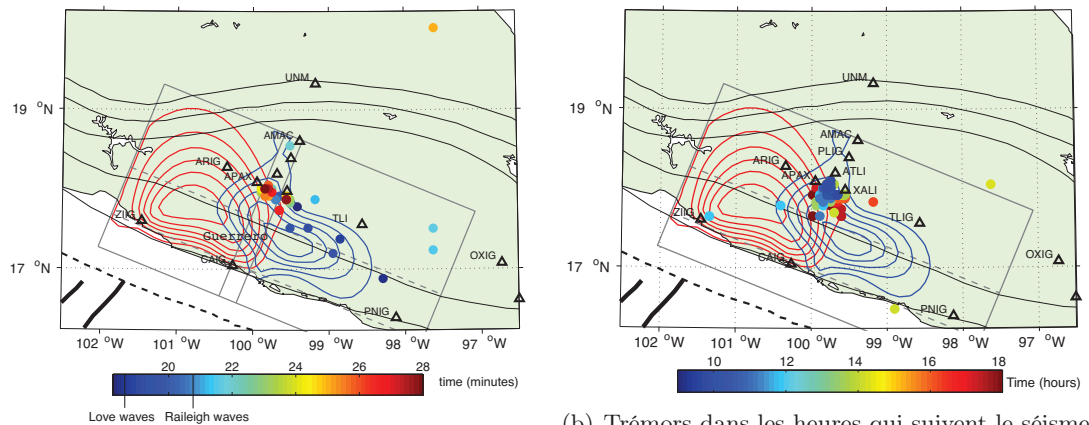 UNM
19 °N
AMAC
ARIG
APAX
ZIIG
TLI
Guerrero
17 °N
CAIG
OXIG
PNIG
102 °W 101 °W 100 °W 99 °W 98 °W 97 °W
20 22 24 26 28
time (minutes)
Love waves Raileigh waves
UNM
19 °N
AMAC
PLIG
ARIG
ATLI
APAX
XALI
ZIIG
TLIG
17 °N
CAIG
OXIG
PNIG
102 °W 101 °W 100 °W 99 °W 98 °W 97 °W
10 12 14 16 18
Time (hours)
(b) Trémors dans les heures qui suivent le séisme